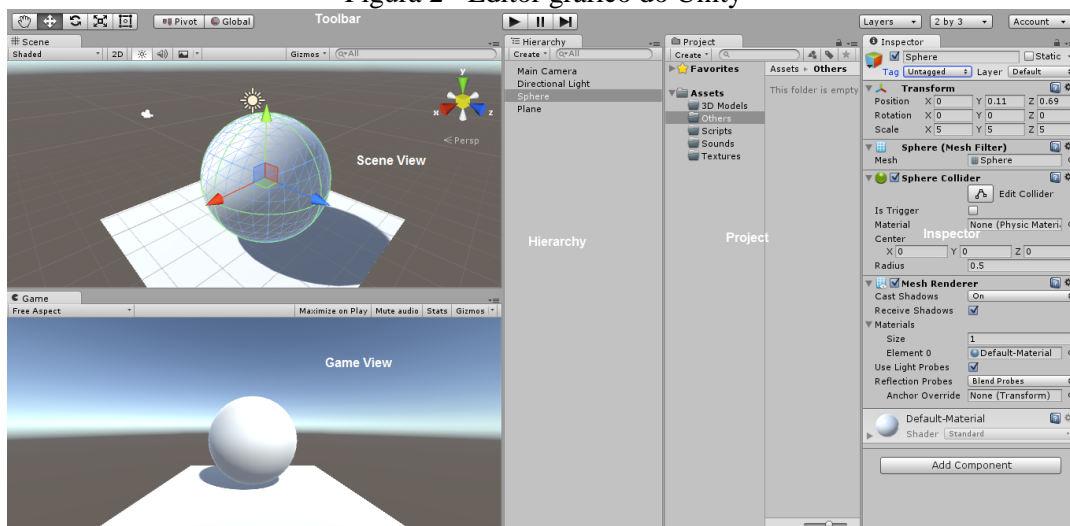 Figura 2 - Editor gráfico do Unity
Pivot Global Toolbar Layers 2 by 3 Account
Scene
Shaded 2D Gizmos All
y
x z
Persp
Scene View
Game
Free Aspect Maximize on Play Mute audio Stats Gizmos
Game View
Hierarchy
Create All
Main Camera
Directional Light
Sphere
Plane
Hierarchy
Project
Create
Favorites
Assets
3D Models
Others
Scripts
Sounds
Textures
Assets Others
This folder is empty
Project
Inspector
Sphere Static
Tag Untagged Layer Default
Transform
Position X 0 Y 0.11 Z 0.69
Rotation X 0 Y 0 Z 0
Scale X 5 Y 5 Z 5
Sphere (Mesh Filter)
Mesh Sphere
Sphere Collider
Edit Collider
Is Trigger
Material None (Physic Materi
Inspector
Center
X 0 Y 0 Z 0
Radius 0.5
Mesh Renderer
Cast Shadows On
Receive Shadows
Materials
Size 1
Element 0 Default-Material
Use Light Probes
Reflection Probes Blend Probes
Anchor Override None (Transform)
Default-Material
Shader Standard
Add Component